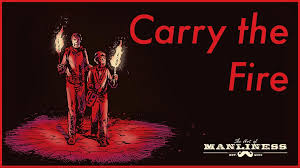 Carry the
Fire
The Art of
MANLINESS